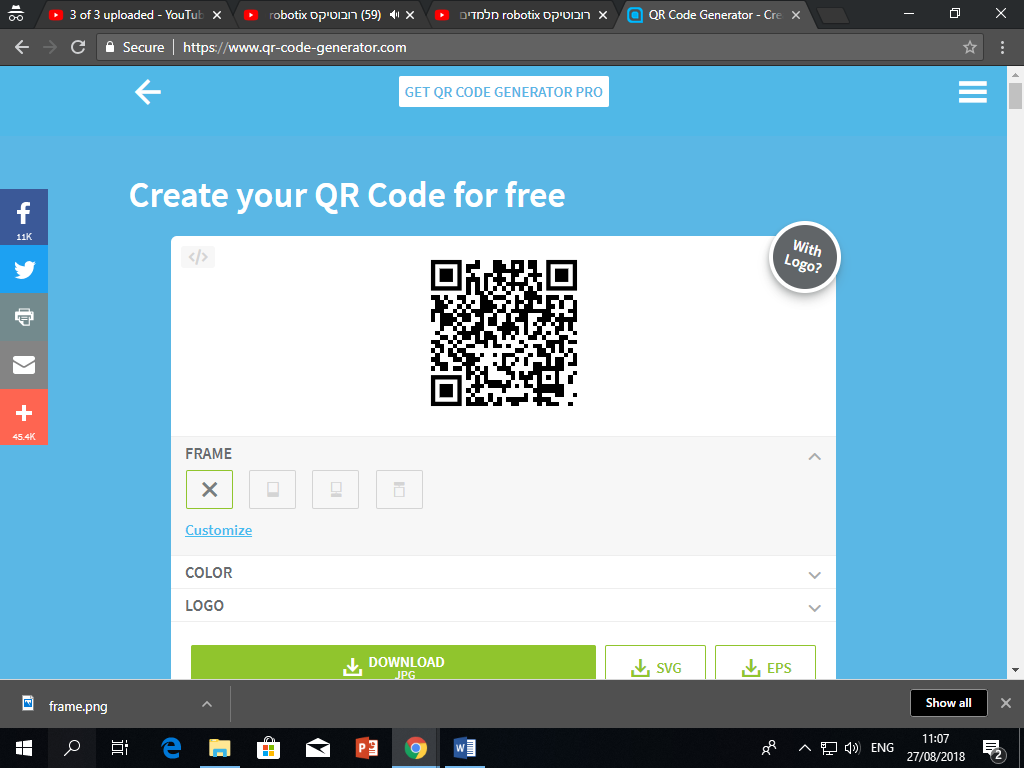 3 of 3 uploaded - YouTub
robotix רובוטיקס (59)
רובוטיקס robotix מלמדים
QR Code Generator - Cre
Secure
https://www.qr-code-generator.com
GET QR CODE GENERATOR PRO
Create your QR Code for free
11K
45.4K
With
Logo?
</>
FRAME
Customize
COLOR
LOGO
DOWNLOAD
JPG
SVG
EPS
frame.png
Show all
ENG
11:07
27/08/2018
2